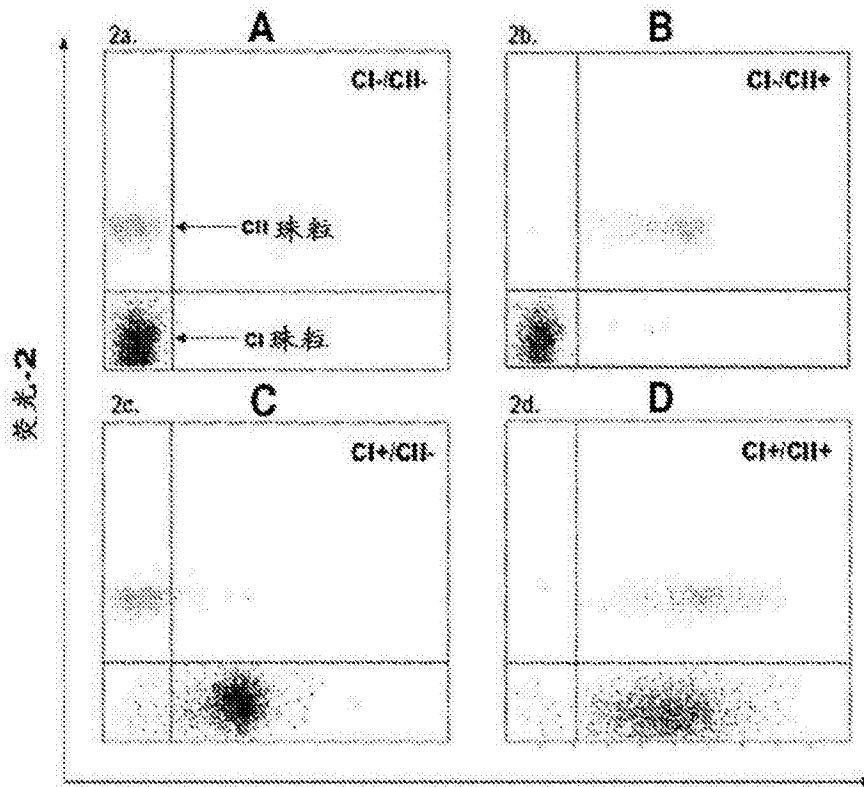 2a. A
CI-/CII-
CII 珠粒
CI 珠粒
2b. B
CI-/CII+
2c. C
CI+/CII-
2d. D
CI+/CII+
荧光-2